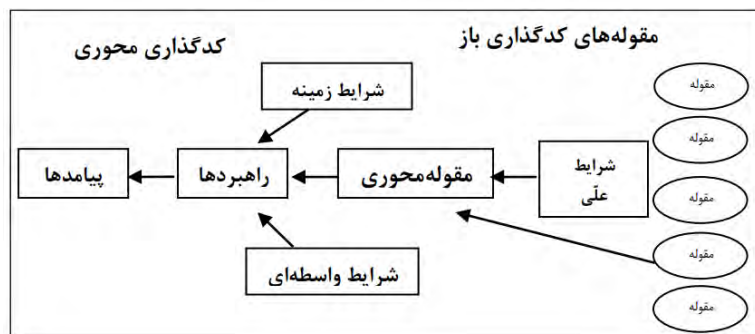 مقوله‌های کدگذاری باز
کدگذاری محوری
مقوله
مقوله
مقوله
مقوله
مقوله
شرایط
علّی
مقوله‌محوری
شرایط زمینه
راهبردها
شرایط واسطه‌ای
پیامدها